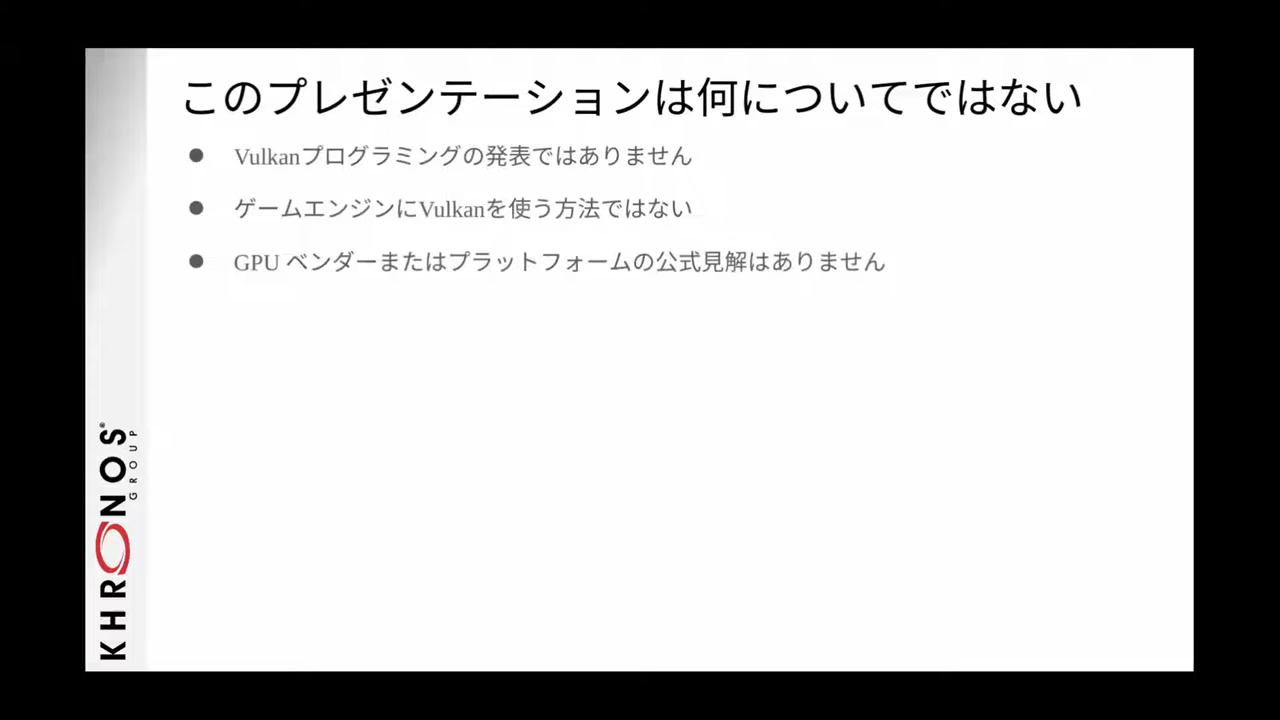 このプレゼンテーションは何についてではない
● Vulkanプログラミングの発表ではありません
● ゲームエンジンにVulkanを使う方法ではない
● GPU ベンダーまたはプラットフォームの公式見解はありません
KHRONOS®
GROUP